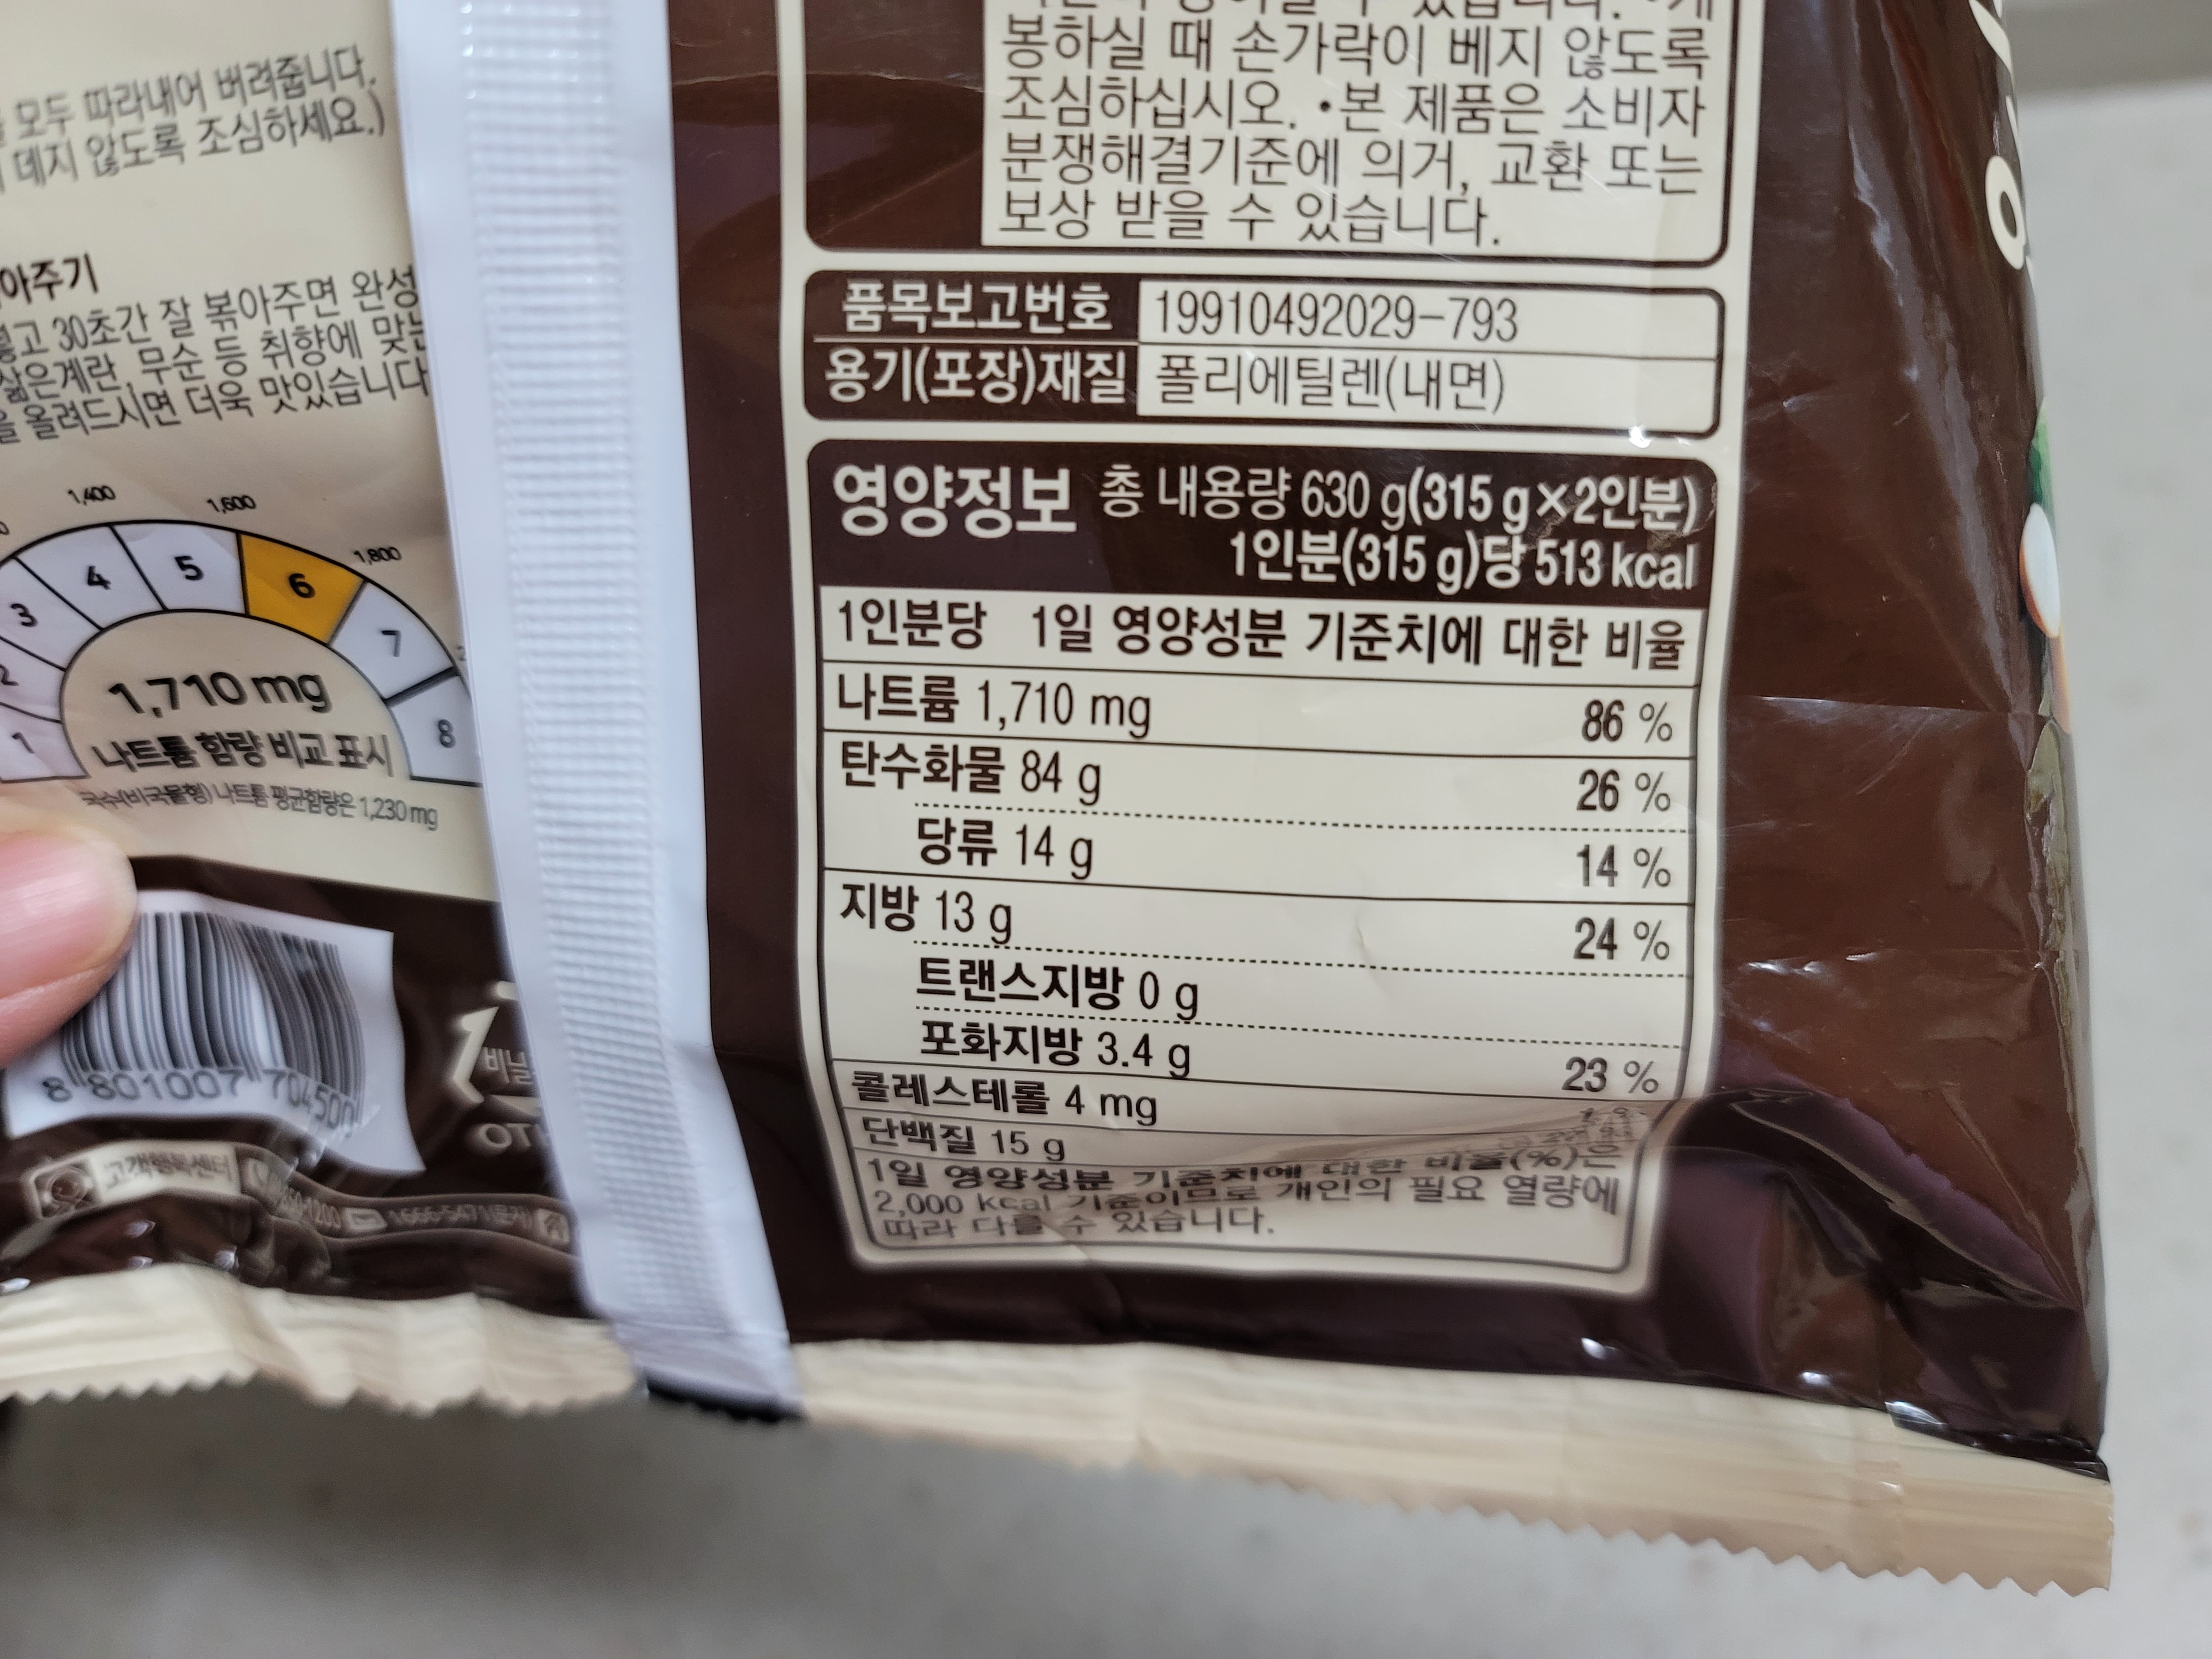 모두 따라내어 버려줍니다.
데지 않도록 조심하세요.)
아주기
넣고 30초간 잘 볶아주면 완성
삶은계란, 무순 등 취향에 맞는
올려드시면 더욱 맛있습니다
1,400
1,600
1,800
1
2
3
4
5
6
7
8
1,710 mg
나트륨 함량 비교 표시
국수(비국물형) 나트륨 평균함량은 1,230 mg
8 801007 704500
고객행복센터
1666-5471(문자)
비닐
봉하실 때 손가락이 베지 않도록
조심하십시오. •본 제품은 소비자
분쟁해결기준에 의거, 교환 또는
보상 받을 수 있습니다.
품목보고번호 19910492029-793
용기(포장)재질 폴리에틸렌(내면)
영양정보 총 내용량 630 g(315 g×2인분)
1인분(315 g)당 513 kcal
1인분당 1일 영양성분 기준치에 대한 비율
나트륨 1,710 mg 86 %
탄수화물 84 g 26 %
당류 14 g 14 %
지방 13 g 24 %
트랜스지방 0 g
포화지방 3.4 g 23 %
콜레스테롤 4 mg
단백질 15 g
1일 영양성분 기준치에 대한 비율(%)은
2,000 kcal 기준이므로 개인의 필요 열량에
따라 다를 수 있습니다.